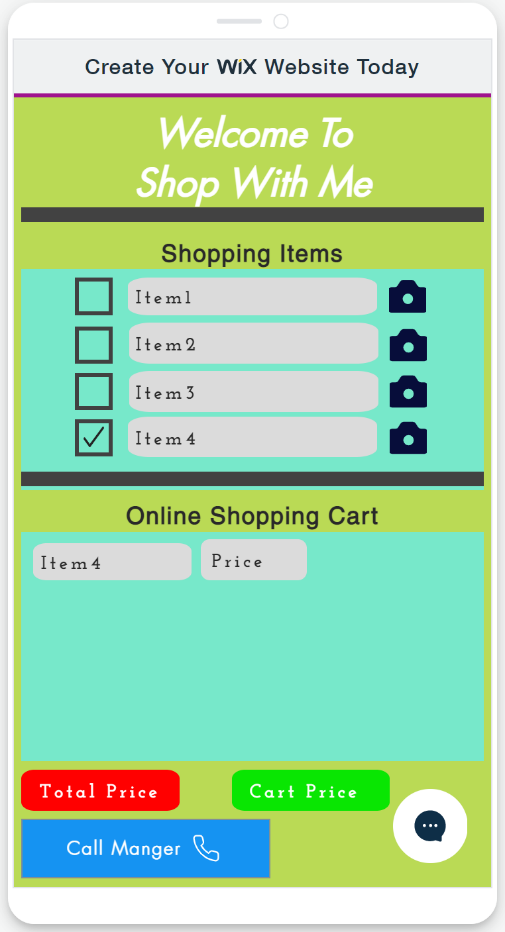 Create Your WiX Website Today
Welcome To
Shop With Me
Shopping Items
Item1
Item2
Item3
Item4
Online Shopping Cart
Item4 Price
Total Price Cart Price
Call Manger